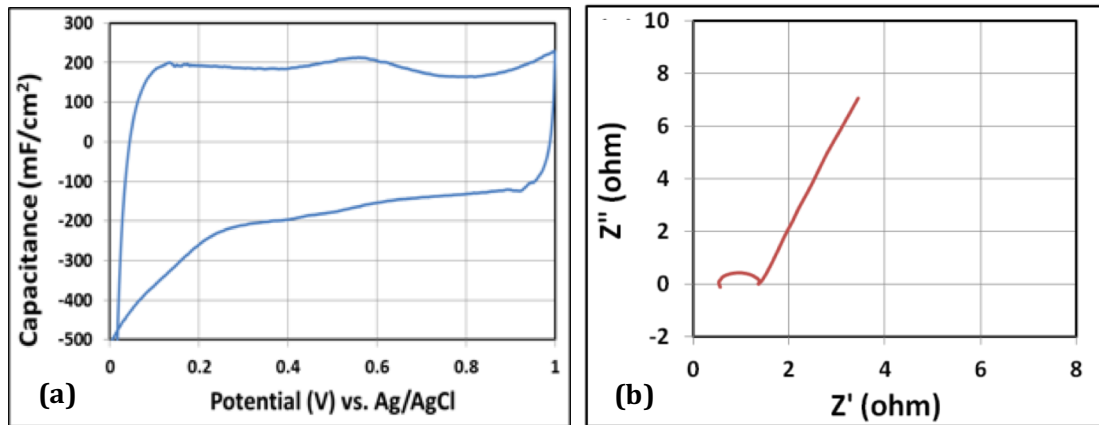 Capacitance (mF/cm²)
300
200
100
0
-100
-200
-300
-400
-500
0 0.2 0.4 0.6 0.8 1
Potential (V) vs. Ag/AgCl
(a)
Z'' (ohm)
10
8
6
4
2
0
-2
0 2 4 6 8
Z' (ohm)
(b)